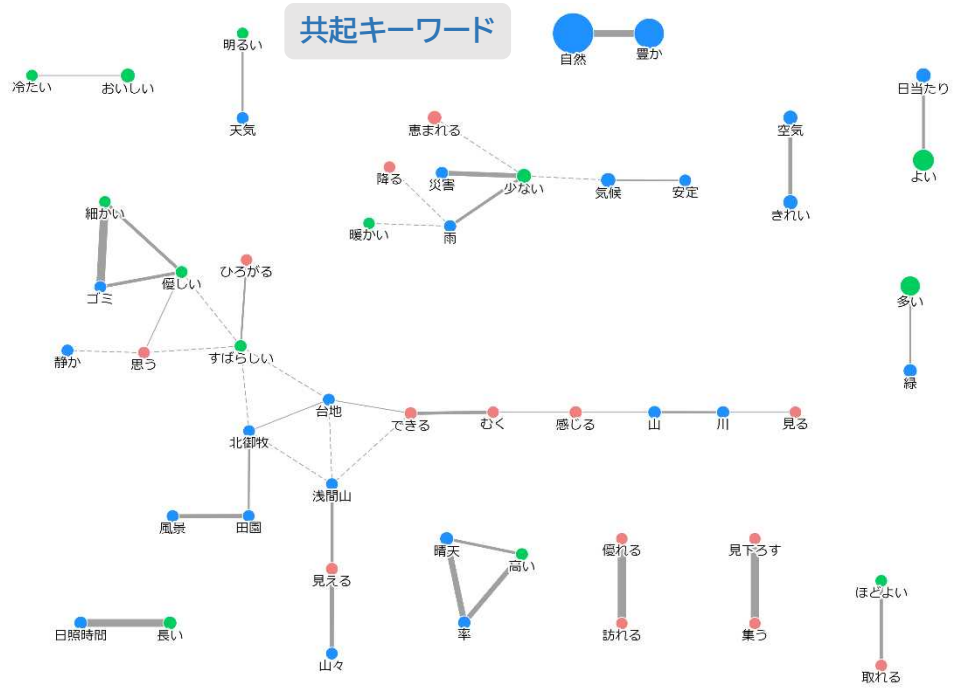 共起キーワード
自然
豊か
明るい
冷たい
おいしい
天気
日当たり
よい
恵まれる
空気
降る
災害
少ない
気候
安定
きれい
細かい
暖かい
雨
優しい
ひろがる
ゴミ
静か
思う
すばらしい
多い
緑
台地
できる
むく
感じる
山
川
見る
北御牧
浅間山
風景
田園
晴天
高い
優れる
見下ろす
見える
ほどよい
日照時間
長い
率
訪れる
集う
山々
取れる